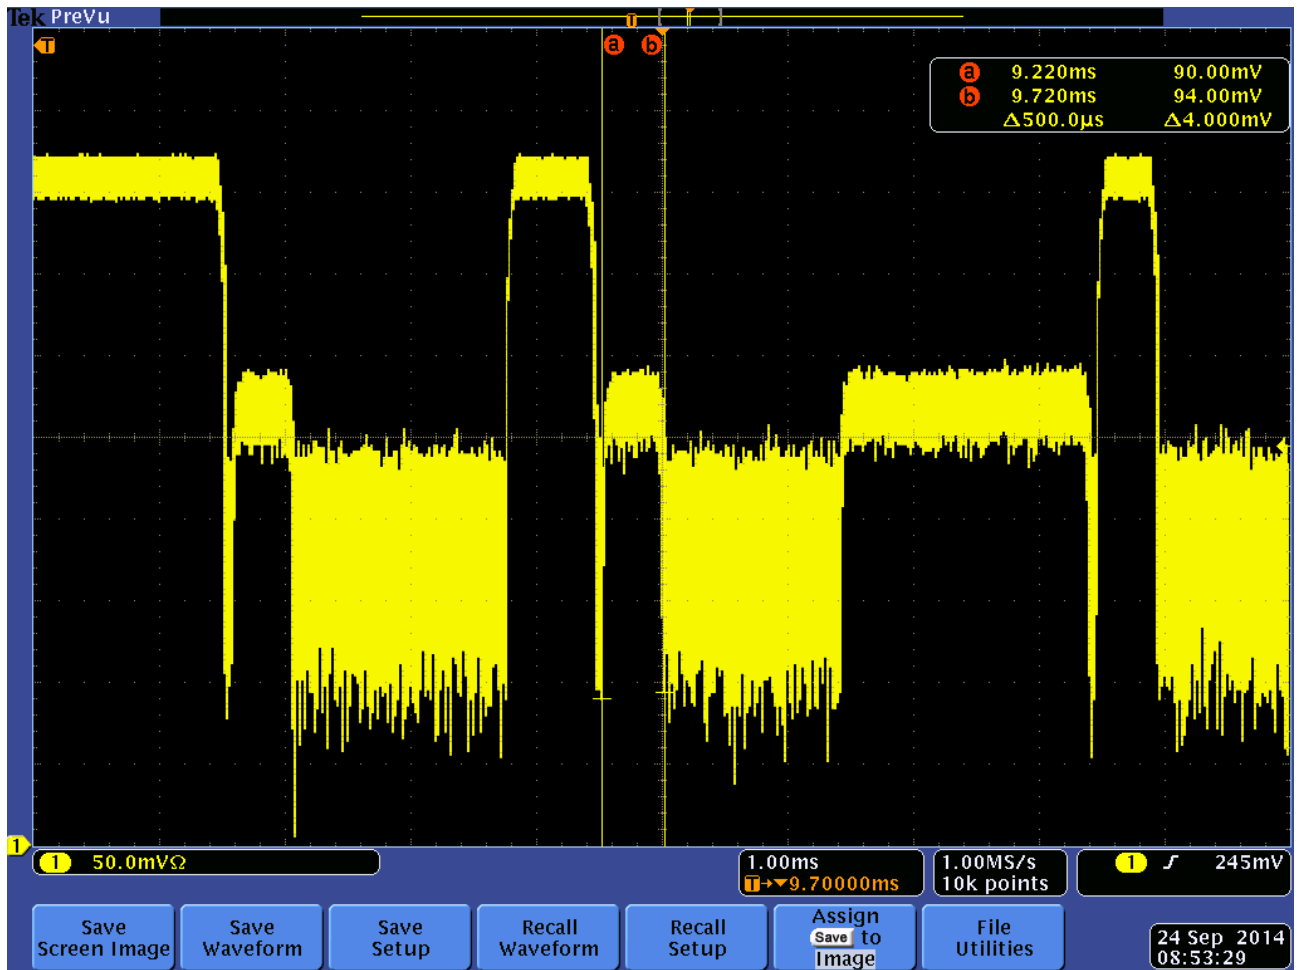 Tek PreVu
T
T
a b
a 9.220ms 90.00mV
b 9.720ms 94.00mV
Δ500.0µs Δ4.000mV
1
1 50.0mVΩ
1.00ms
T→▼9.70000ms
1.00MS/s
10k points
1 245mV
Save
Screen Image
Save
Waveform
Save
Setup
Recall
Waveform
Recall
Setup
Assign
Save to
Image
File
Utilities
24 Sep 2014
08:53:29